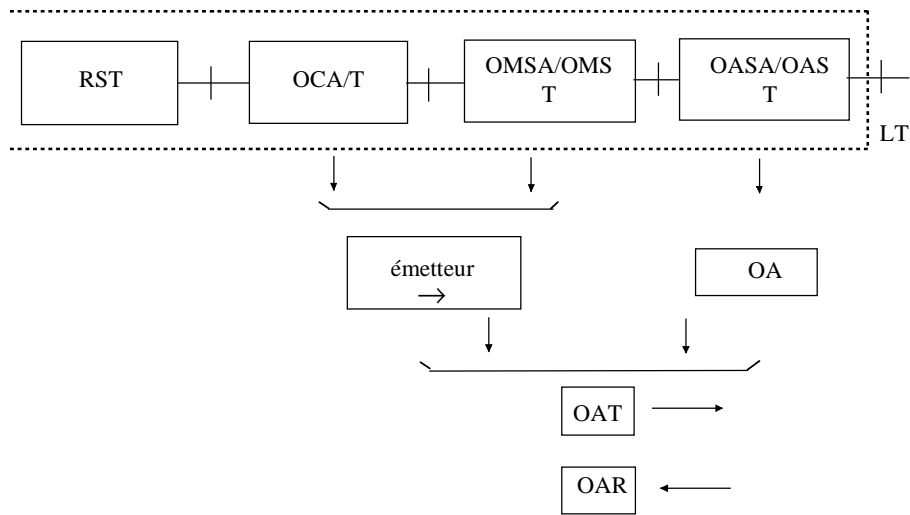 RST
OCA/T
OMSA/OMS
T
OASA/OAS
T
LT
émetteur
OA
OAT
OAR